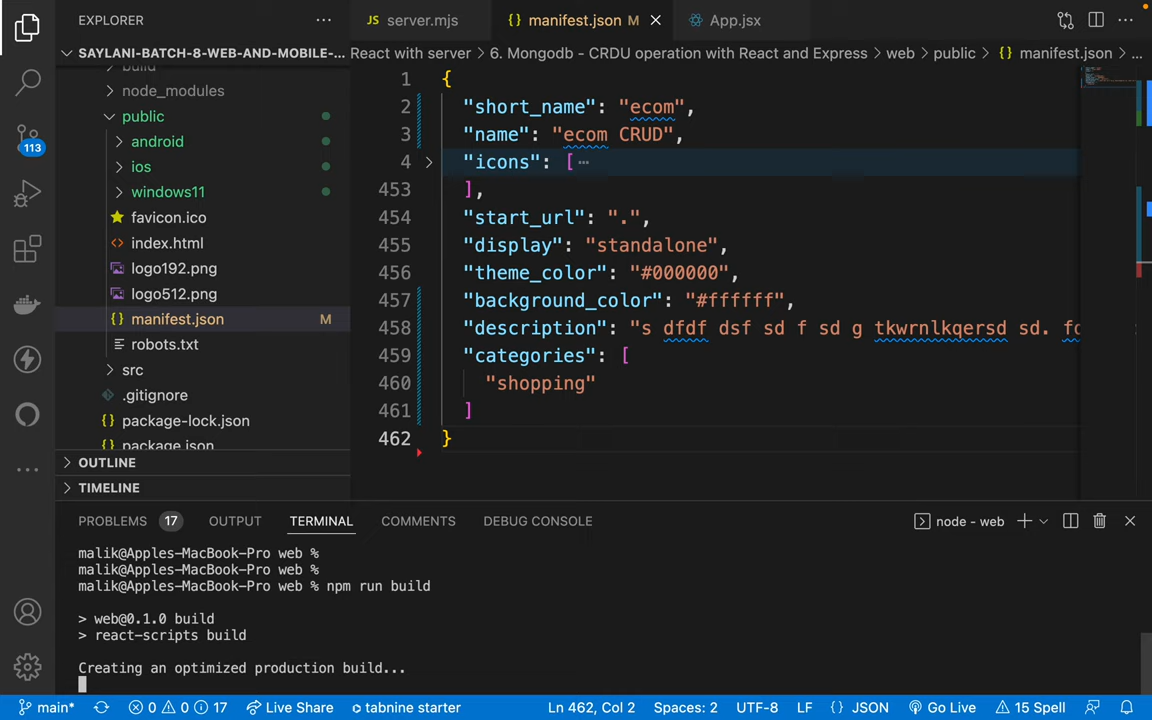 EXPLORER
SAYLANI-BATCH-8-WEB-AND-MOBILE-...
build
node_modules
public
android
ios
windows11
favicon.ico
index.html
logo192.png
logo512.png
manifest.json M
robots.txt
src
.gitignore
package-lock.json
package.json
OUTLINE
TIMELINE
113
JS server.mjs
{} manifest.json M
App.jsx
React with server > 6. Mongodb - CRDU operation with React and Express > web > public > {} manifest.json > ...
1 {
2 "short_name": "ecom",
3 "name": "ecom CRUD",
4 "icons": [ ⋯
453 ],
454 "start_url": ".",
455 "display": "standalone",
456 "theme_color": "#000000",
457 "background_color": "#ffffff",
458 "description": "s dfdf dsf sd f sd g tkwrnlkqersd sd.
459 "categories": [
460 "shopping"
461 ]
462 }
PROBLEMS 17 OUTPUT TERMINAL COMMENTS DEBUG CONSOLE
node - web
malik@Apples-MacBook-Pro web %
malik@Apples-MacBook-Pro web %
malik@Apples-MacBook-Pro web % npm run build
> web@0.1.0 build
> react-scripts build
Creating an optimized production build...
main* 0 0 17 Live Share tabnine starter Ln 462, Col 2 Spaces: 2 UTF-8 LF {} JSON Go Live 15 Spell